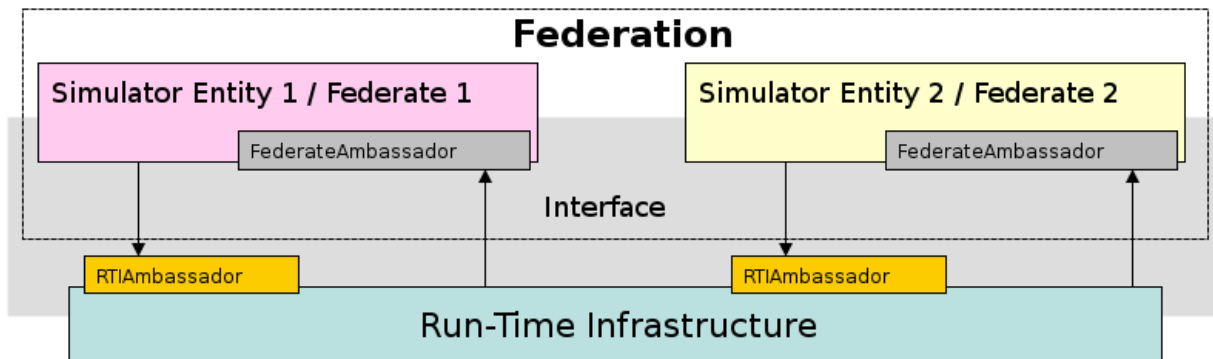 Federation
Simulator Entity 1 / Federate 1
Simulator Entity 2 / Federate 2
FederateAmbassador
FederateAmbassador
Interface
RTIAmbassador
RTIAmbassador
Run-Time Infrastructure